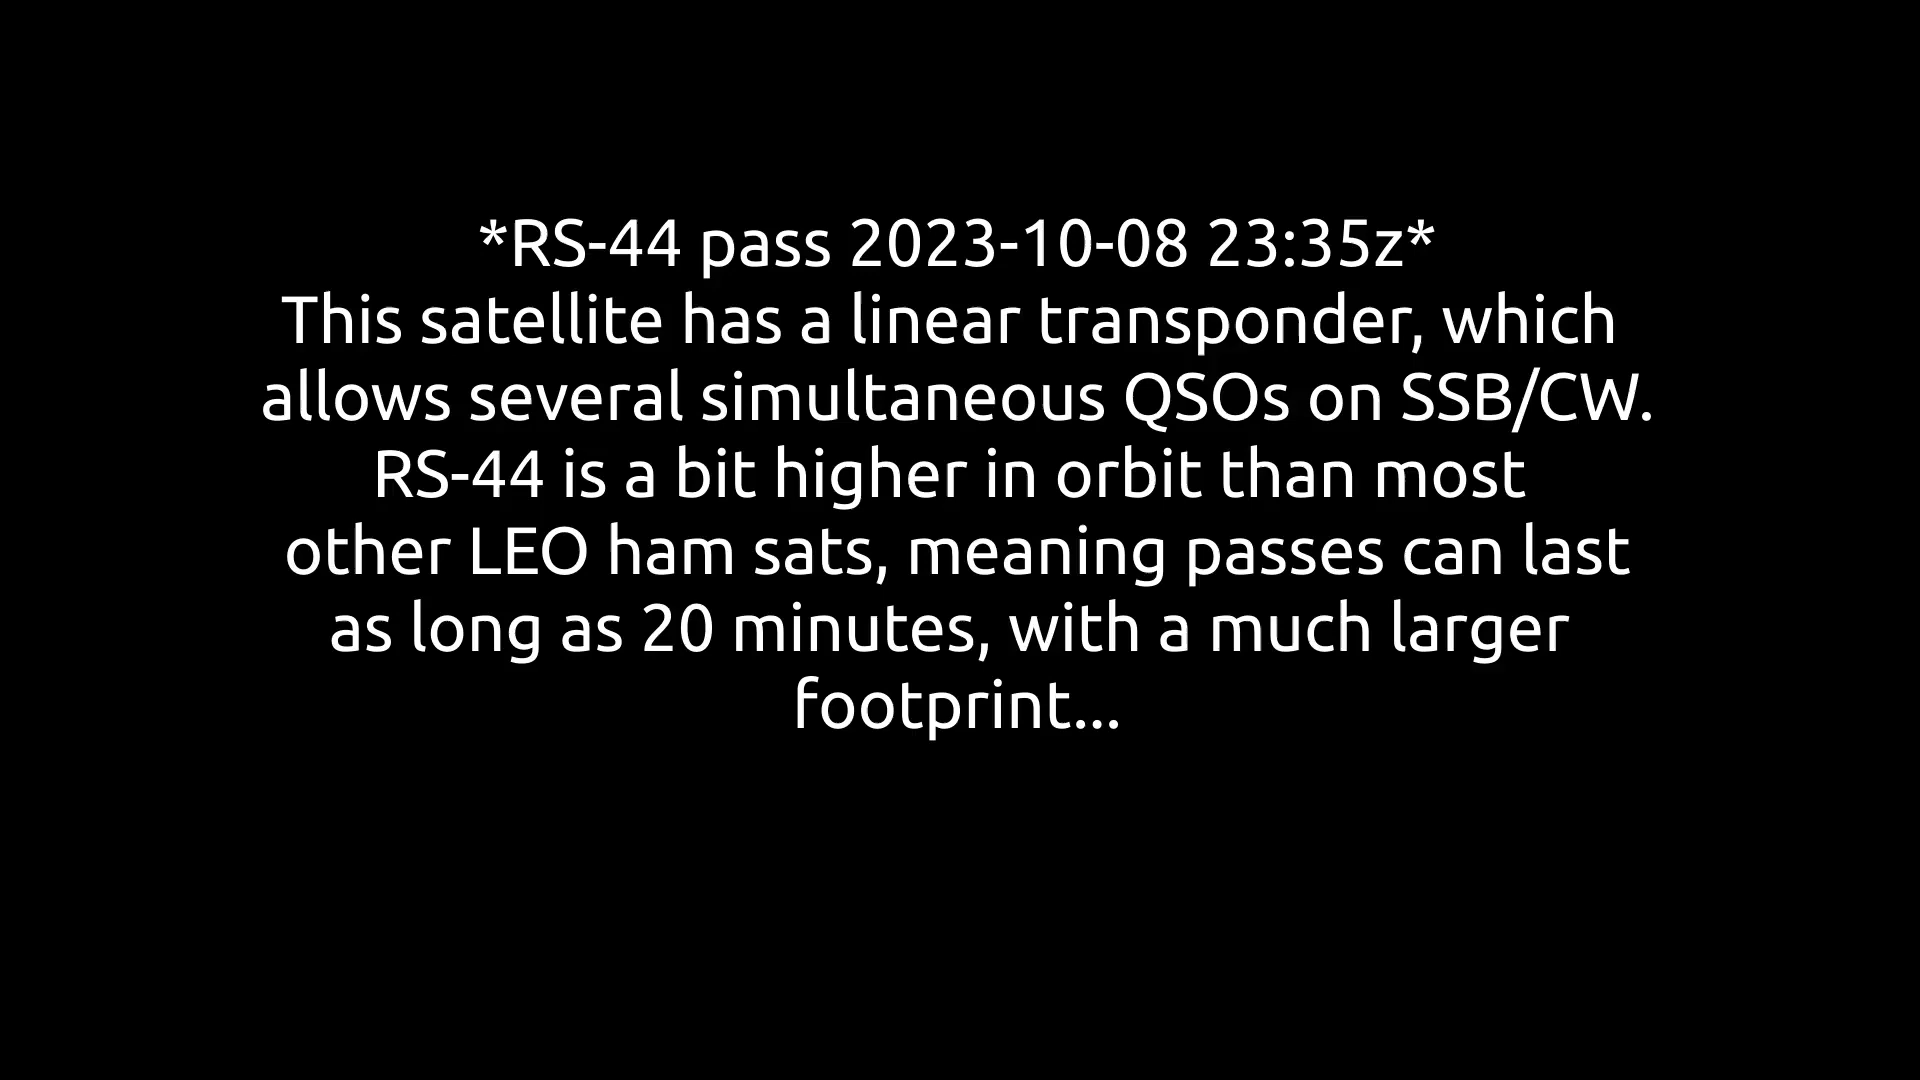 *RS-44 pass 2023-10-08 23:35z*
This satellite has a linear transponder, which
allows several simultaneous QSOs on SSB/CW.
RS-44 is a bit higher in orbit than most
other LEO ham sats, meaning passes can last
as long as 20 minutes, with a much larger
footprint...